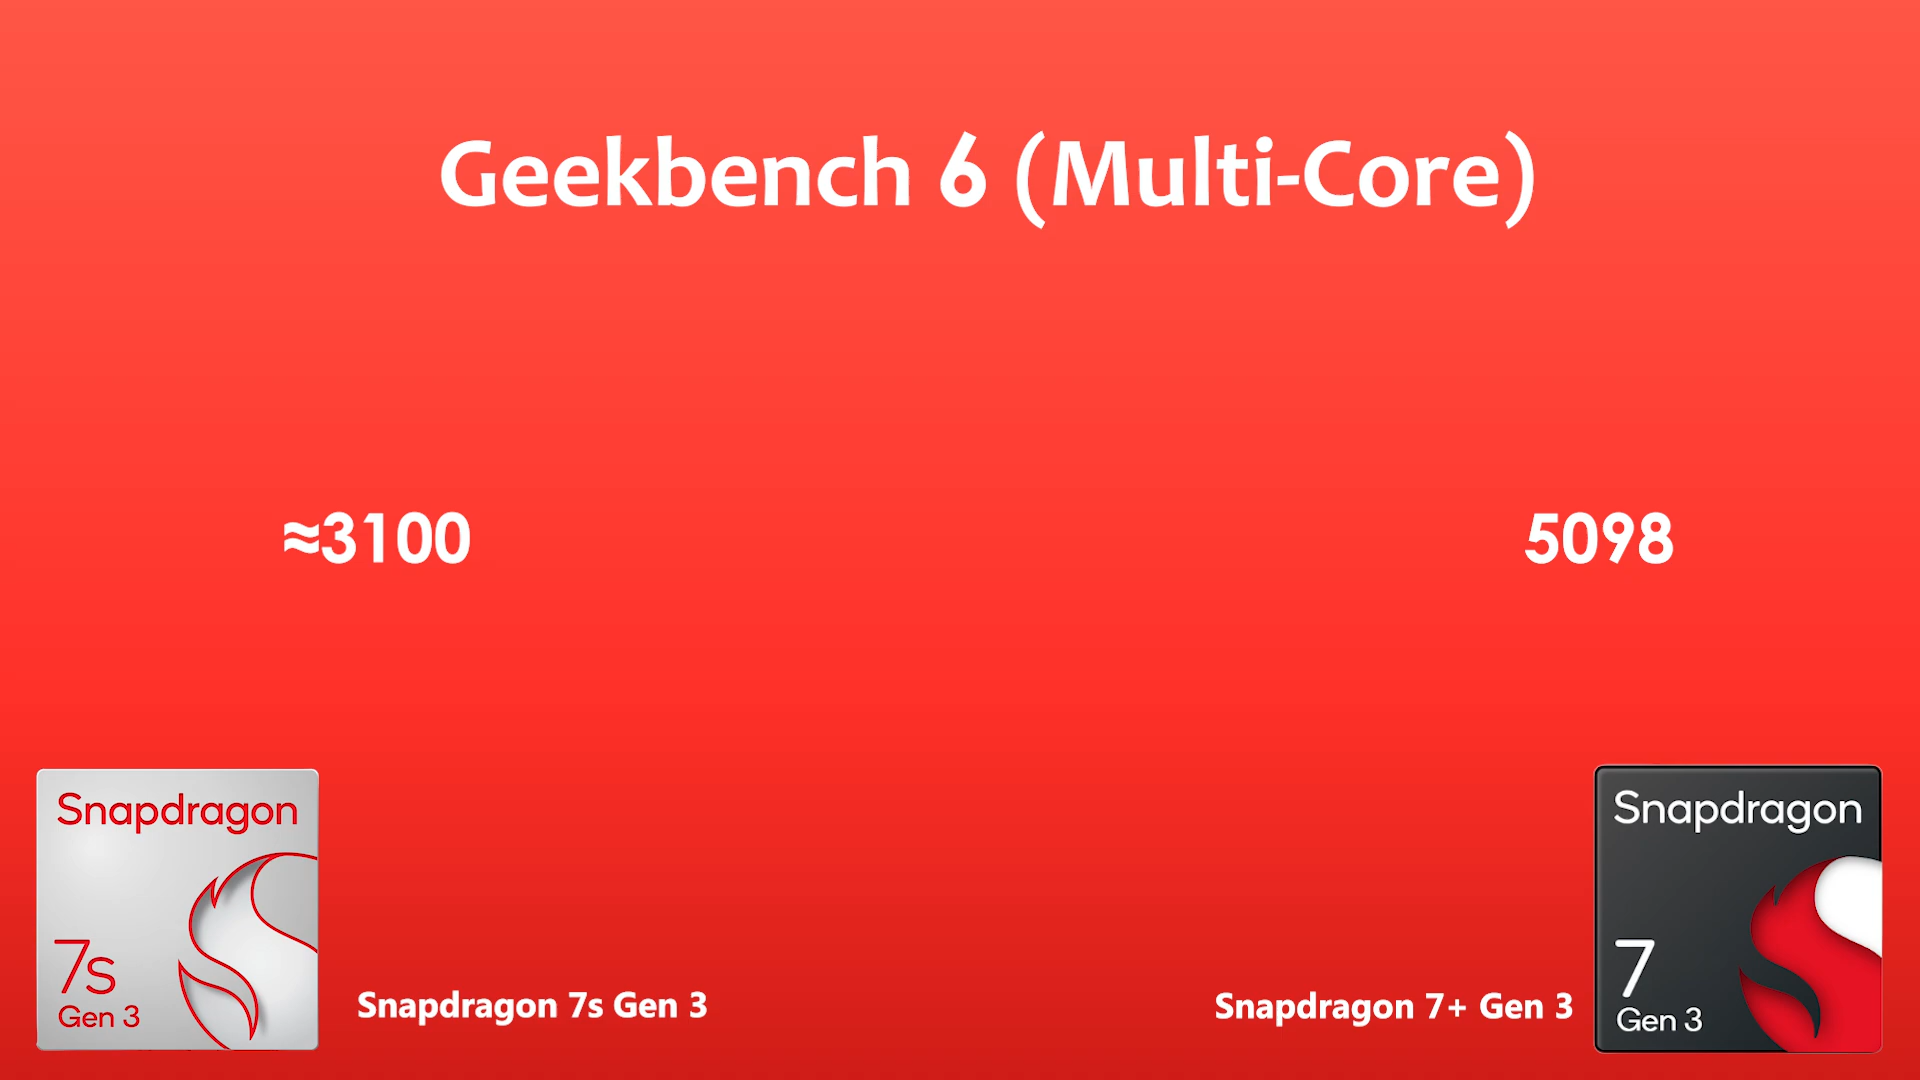 Geekbench 6 (Multi-Core)
≈3100
5098
Snapdragon
7s
Gen 3
Snapdragon 7s Gen 3
Snapdragon 7+ Gen 3
Snapdragon
7
Gen 3